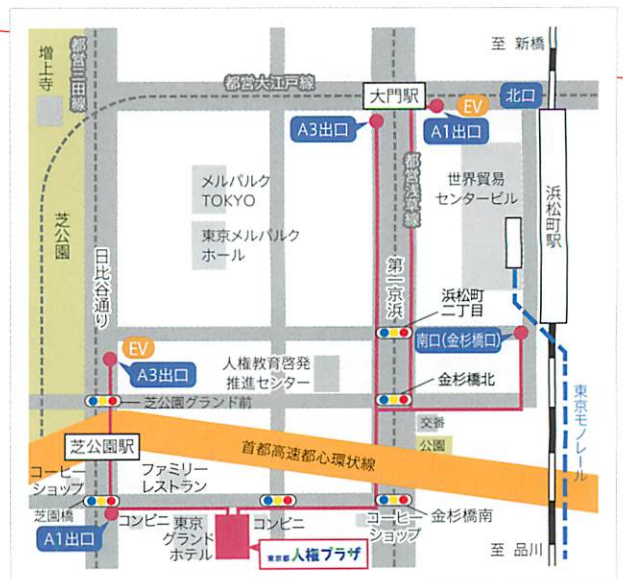 至 新橋
増上寺
都営三田線
都営大江戸線
大門駅
EV
北口
A3出口
A1出口
メルパルク
TOKYO
都営浅草線
世界貿易
センタービル
浜松町駅
東京メルパルク
ホール
芝公園
日比谷通り
第一京浜
浜松町
二丁目
南口(金杉橋口)
EV
A3出口
人権教育啓発
推進センター
金杉橋北
芝公園グランド前
交番
公園
東京モノレール
芝公園駅
首都高速都心環状線
コーヒー
ショップ
ファミリー
レストラン
芝園橋
コンビニ
東京
グランド
ホテル
コンビニ
コーヒー
ショップ
金杉橋南
A1出口
東京都人権プラザ
至 品川